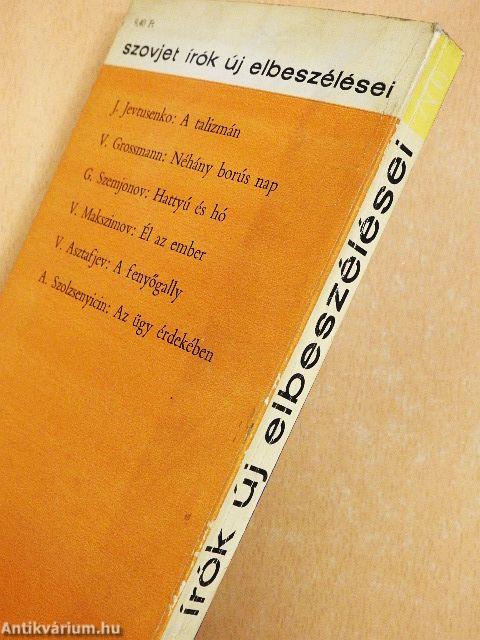 9,40 Ft
szovjet írók új elbeszélései
J. Jevtusenko: A talizmán
V. Grossmann: Néhány borús nap
G. Szemjonov: Hattyú és hó
V. Makszinov: Él az ember
V. Asztafjev: A fenyőgally
A. Szolzsenyicin: Az ügy érdekében
írók új elbeszélései
Antikvárium.hu